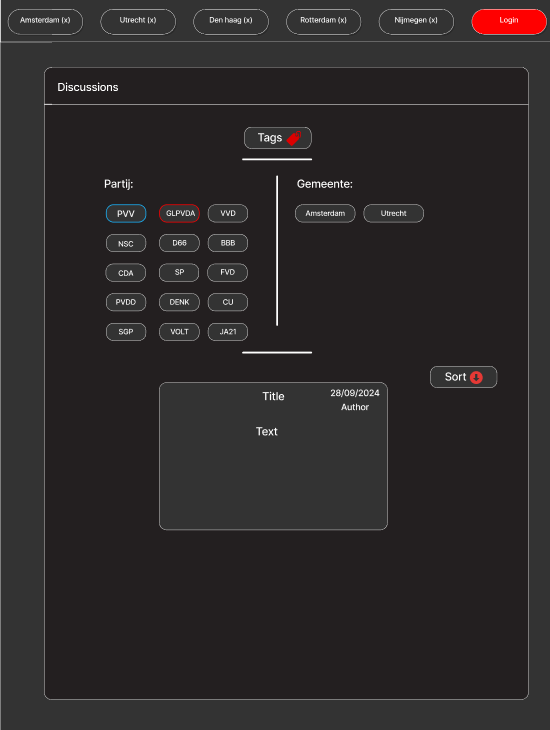 Amsterdam (x) Utrecht (x) Den haag (x) Rotterdam (x) Nijmegen (x) Login
Discussions
Tags
Partij:
PVV GLPVDA VVD
NSC D66 BBB
CDA SP FVD
PVDD DENK CU
SGP VOLT JA21
Gemeente:
Amsterdam Utrecht
Sort
Title 28/09/2024
Author
Text